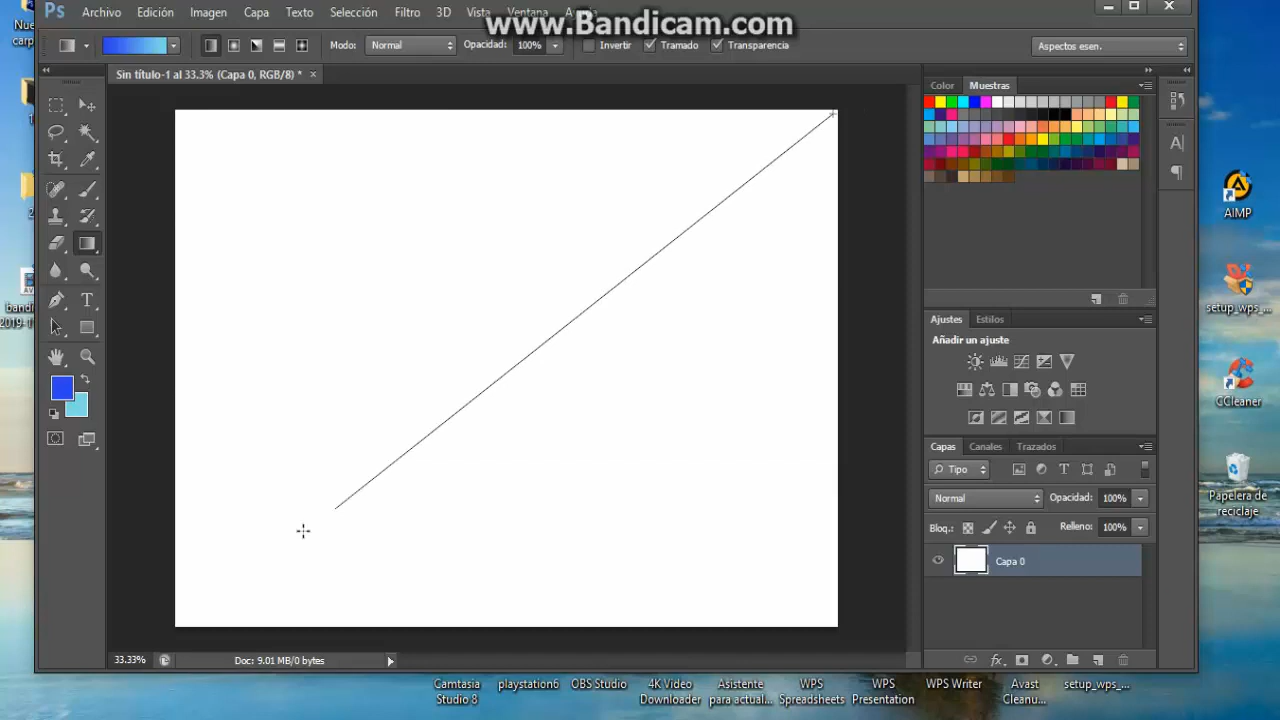 Ps Archivo Edición Imagen Capa Texto Selección Filtro 3D Vista Ventana
www.Bandicam.com
Modo: Normal Opacidad: 100% Invertir Tramado Transparencia Aspectos esen.
Sin título-1 al 33.3% (Capa 0, RGB/8) * ×
Color Muestras
Ajustes Estilos
Añadir un ajuste
Capas Canales Trazados
Tipo
Normal Opacidad: 100%
Bloq.: Relleno: 100%
Capa 0
fx
33.33% Doc: 9.01 MB/0 bytes
AIMP
setup_wps_...
CCleaner
Papelera de
reciclaje
Camtasia
Studio 8
playstation6
OBS Studio
4K Video
Downloader
Asistente
para actual...
WPS
Spreadsheets
WPS
Presentation
WPS Writer
Avast
Cleanu...
setup_wps_...